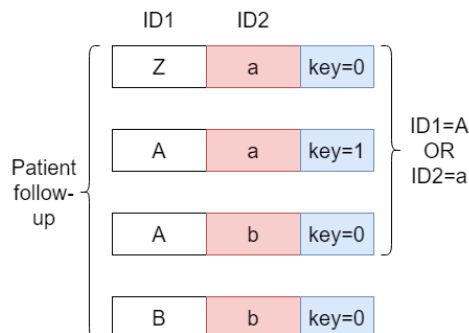 ID1 ID2
Z a key=0
A a key=1
A b key=0
B b key=0
Patient
follow-
up
ID1=A
OR
ID2=a